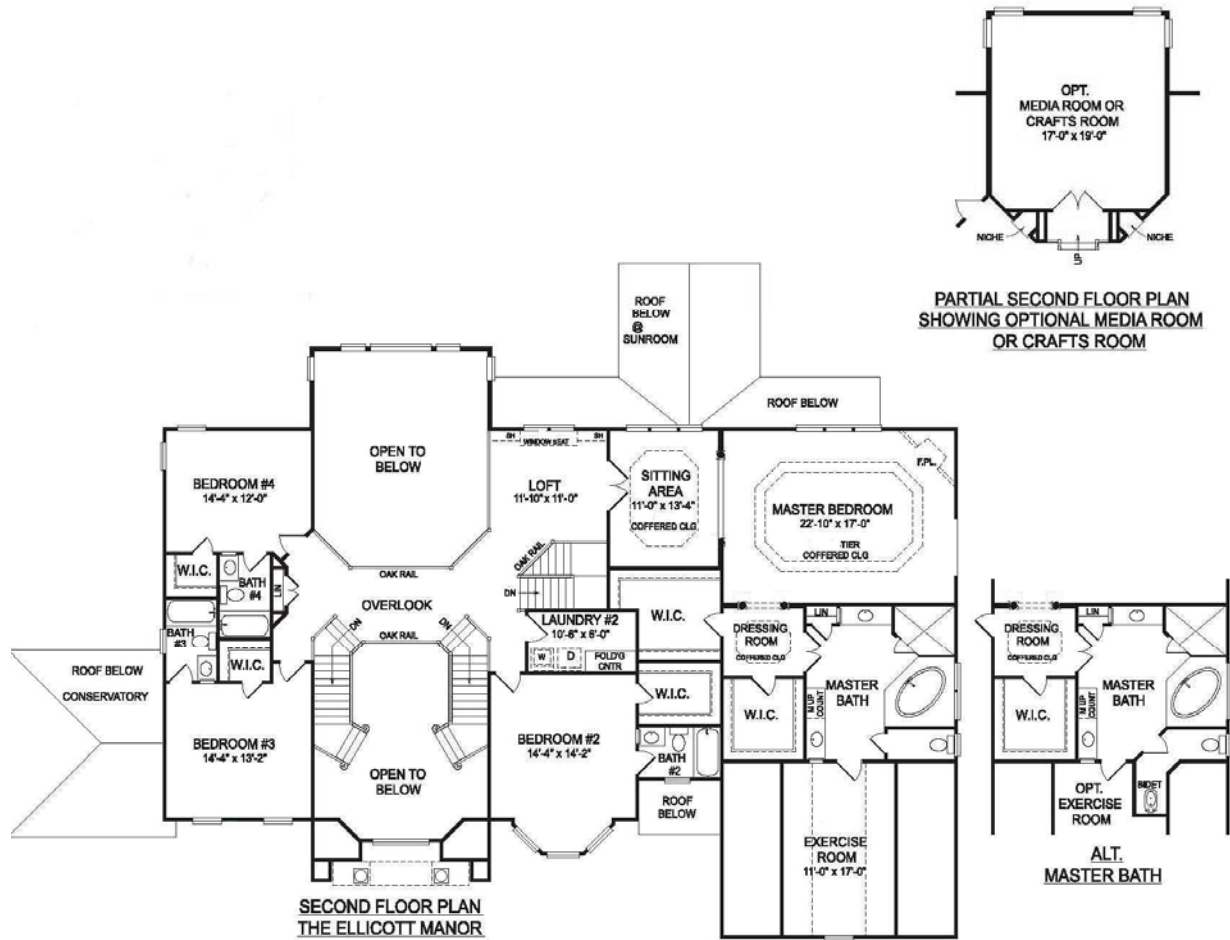 OPT.
MEDIA ROOM OR
CRAFTS ROOM
17'-0" x 19'-0"
NICHE
UP
NICHE
PARTIAL SECOND FLOOR PLAN
SHOWING OPTIONAL MEDIA ROOM
OR CRAFTS ROOM
ROOF
BELOW
@
SUNROOM
ROOF BELOW
OPEN TO
BELOW
SH
WINDOW SEAT
SH
LOFT
11'-10" x 11'-0"
SITTING
AREA
11'-0" x 13'-4"
COFFERED CLG
F.PL.
MASTER BEDROOM
22'-10" x 17'-0"
TIER
COFFERED CLG
BEDROOM #4
14'-4" x 12'-0"
W.I.C.
BATH
#4
LIN
OAK RAIL
OAK RAIL
DN
OVERLOOK
DN
DN
OAK RAIL
BATH
#3
W.I.C.
LAUNDRY #2
10'-6" x 6'-0"
W
D
FOLD'G
CNTR
W.I.C.
DRESSING
ROOM
COFFERED CLG
LIN
W.I.C.
MASTER
BATH
M UP
COUNT
W.I.C.
ROOF BELOW
CONSERVATORY
BEDROOM #3
14'-4" x 13'-2"
OPEN TO
BELOW
BEDROOM #2
14'-4" x 14'-2"
BATH
#2
ROOF
BELOW
EXERCISE
ROOM
11'-0" x 17'-0"
LIN
DRESSING
ROOM
COFFERED CLG
W.I.C.
MASTER
BATH
M UP
COUNT
BIDET
OPT.
EXERCISE
ROOM
ALT.
MASTER BATH
SECOND FLOOR PLAN
THE ELLICOTT MANOR